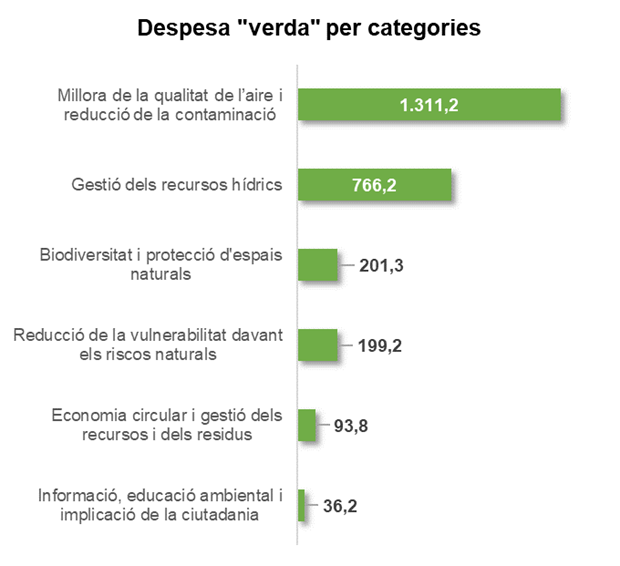 Despesa "verda" per categories
Millora de la qualitat de l’aire i
reducció de la contaminació
1.311,2
Gestió dels recursos hídrics
766,2
Biodiversitat i protecció d'espais
naturals
201,3
Reducció de la vulnerabilitat davant
els riscos naturals
199,2
Economia circular i gestió dels
recursos i dels residus
93,8
Informació, educació ambiental i
implicació de la ciutadania
36,2